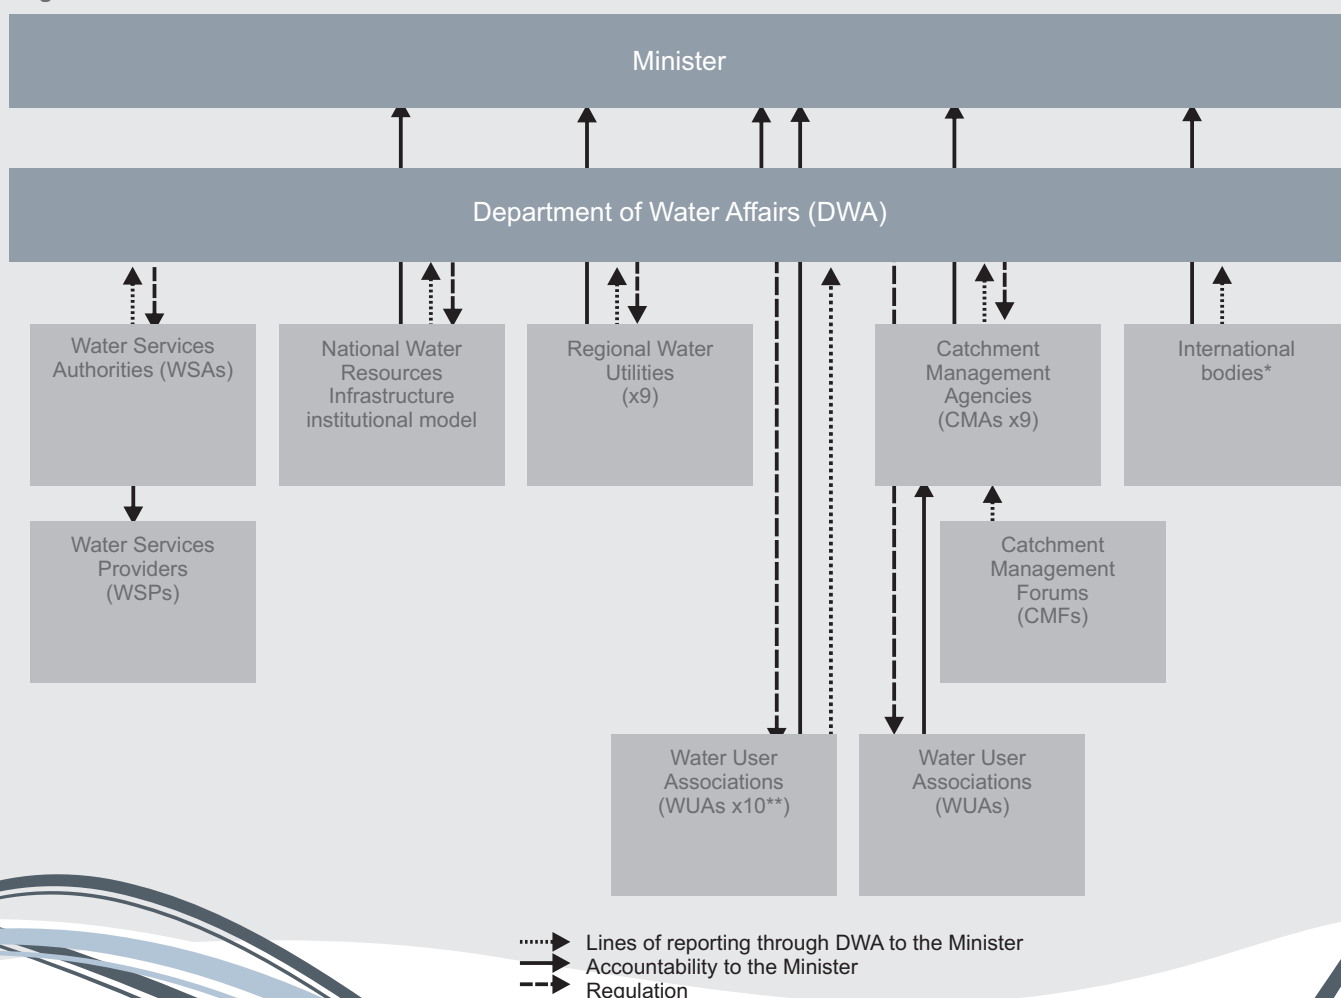 Minister
Department of Water Affairs (DWA)
Water Services
Authorities (WSAs)
National Water
Resources
Infrastructure
institutional model
Regional Water
Utilities
(x9)
Catchment
Management
Agencies
(CMAs x9)
International
bodies*
Water Services
Providers
(WSPs)
Catchment
Management
Forums
(CMFs)
Water User
Associations
(WUAs x10**)
Water User
Associations
(WUAs)
Lines of reporting through DWA to the Minister
Accountability to the Minister
Regulation